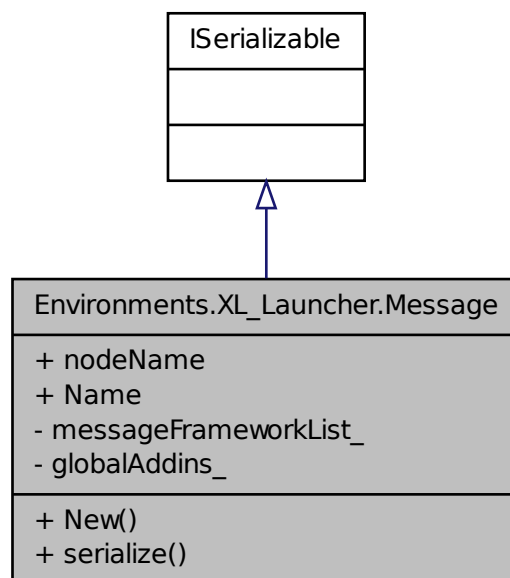 ISerializable
Environments.XL_Launcher.Message
+ nodeName
+ Name
- messageFrameworkList_
- globalAddins_
+ New()
+ serialize()